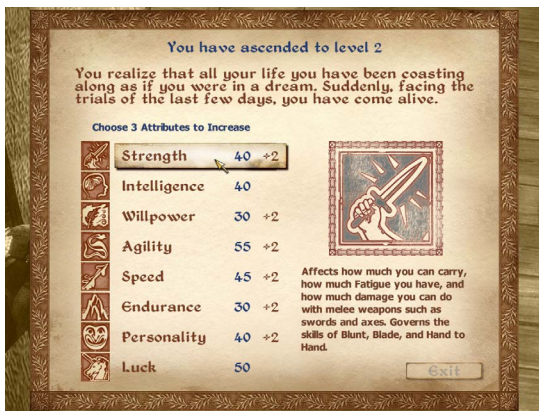 You have ascended to level 2
You realize that all your life you have been coasting
along as if you were in a dream. Suddenly, facing the
trials of the last few days, you have come alive.
Choose 3 Attributes to Increase
Strength 40 +2
Intelligence 40
Willpower 30 +2
Agility 55 +2
Speed 45 +2
Endurance 30 +2
Personality 40 +2
Luck 50
Affects how much you can carry,
how much Fatigue you have, and
how much damage you can do
with melee weapons such as
swords and axes. Governs the
skills of Blunt, Blade, and Hand to
Hand.
Exit